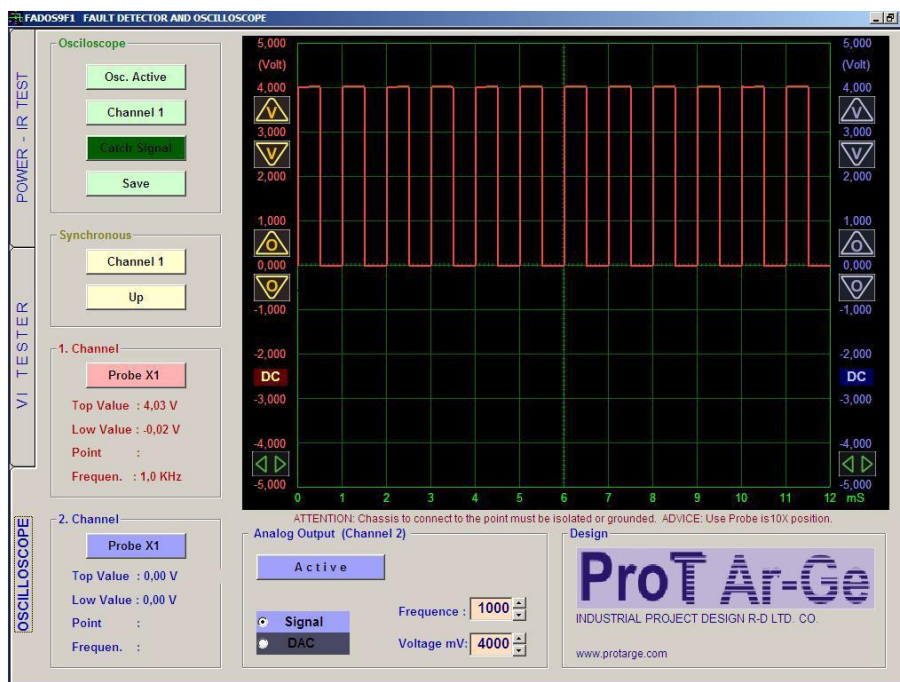 FADOS9F1 FAULT DETECTOR AND OSCILLOSCOPE
POWER - IR TEST
VI TESTER
OSCILLOSCOPE
Osciloscope
Osc. Active
Channel 1
Catch Signal
Save
Synchronous
Channel 1
Up
1. Channel
Probe X1
Top Value : 4,03 V
Low Value : -0,02 V
Point :
Frequen. : 1,0 KHz
2. Channel
Probe X1
Top Value : 0,00 V
Low Value : 0,00 V
Point :
Frequen. :
5,000
(Volt)
4,000
V
3,000
V
2,000
1,000
O
0,000
O
-1,000
-2,000
DC
-3,000
-4,000
-5,000
5,000
(Volt)
4,000
V
3,000
V
2,000
1,000
O
0,000
O
-1,000
-2,000
DC
-3,000
-4,000
-5,000
0 1 2 3 4 5 6 7 8 9 10 11 12 mS
ATTENTION: Chassis to connect to the point must be isolated or grounded. ADVICE: Use Probe is10X position.
Analog Output (Channel 2)
Active
Signal
DAC
Frequence : 1000
Voltage mV: 4000
Design
ProT Ar-Ge
INDUSTRIAL PROJECT DESIGN R-D LTD. CO.
www.protarge.com